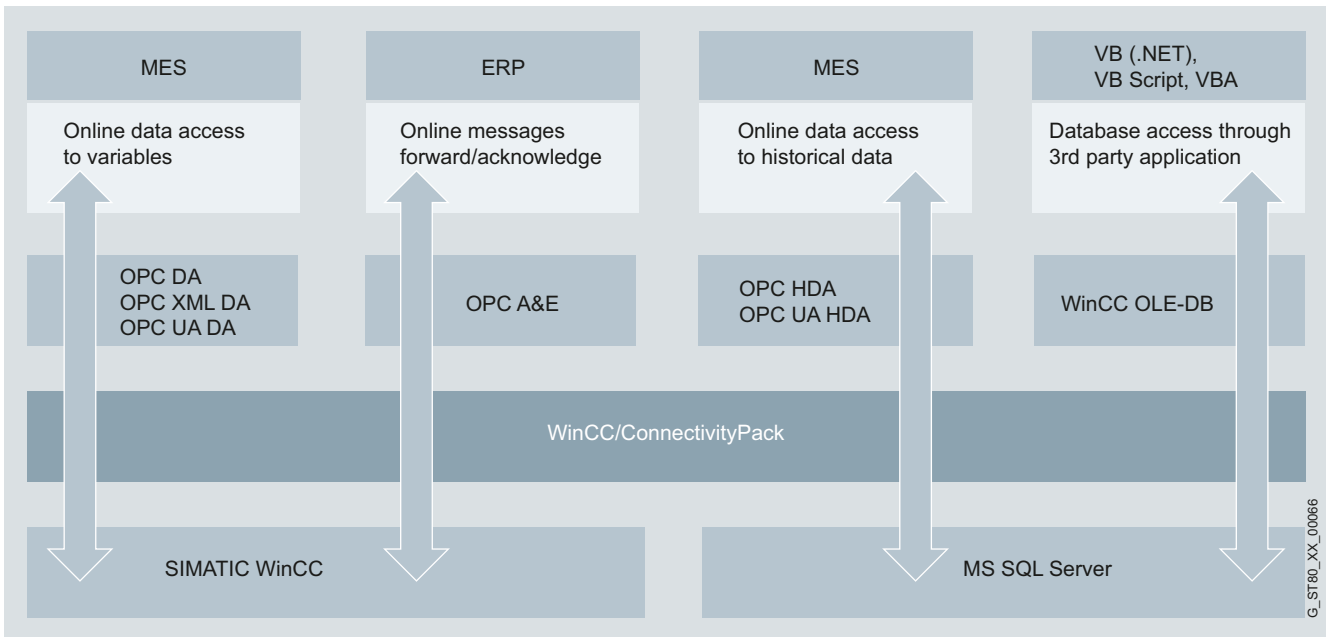 MES
ERP
MES
VB (.NET),
VB Script, VBA
Online data access
to variables
Online messages
forward/acknowledge
Online data access
to historical data
Database access through
3rd party application
OPC DA
OPC XML DA
OPC UA DA
OPC A&E
OPC HDA
OPC UA HDA
WinCC OLE-DB
WinCC/ConnectivityPack
SIMATIC WinCC
MS SQL Server
G_ST80_XX_00066